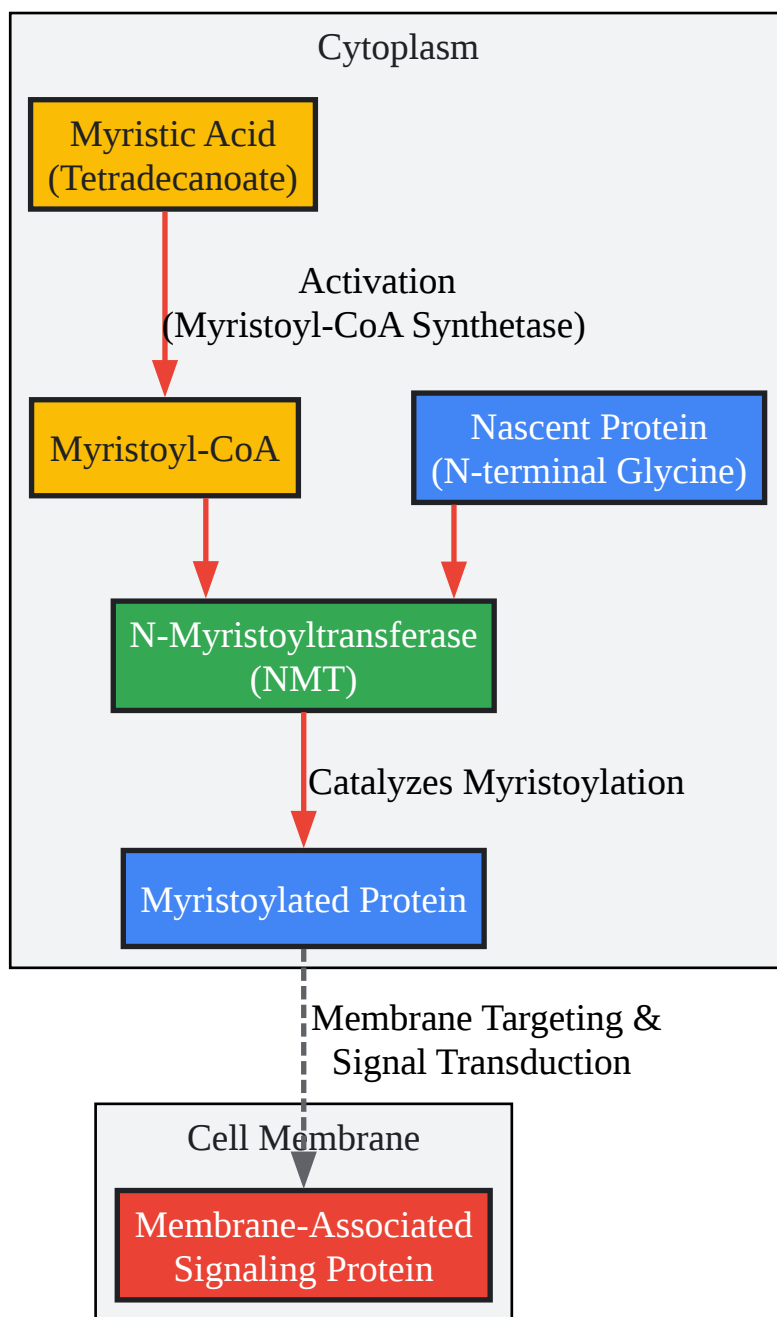 Cytoplasm
Myristic Acid
(Tetradecanoate)
Activation
(Myristoyl-CoA Synthetase)
Myristoyl-CoA
Nascent Protein
(N-terminal Glycine)
N-Myristoyltransferase
(NMT)
Catalyzes Myristoylation
Myristoylated Protein
Membrane Targeting &
Signal Transduction
Cell Membrane
Membrane-Associated
Signaling Protein